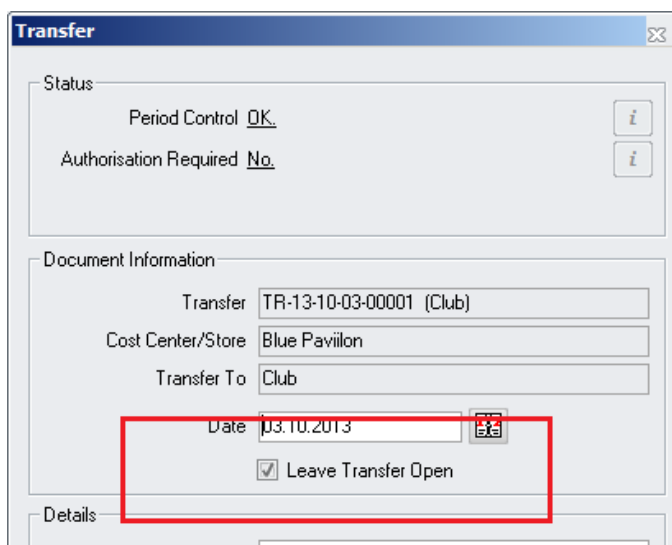 Transfer
Status
Period Control OK.
i
Authorisation Required No.
i
Document Information
Transfer TR-13-10-03-00001 (Club)
Cost Center/Store Blue Paviilon
Transfer To Club
Date 03.10.2013
Leave Transfer Open
Details